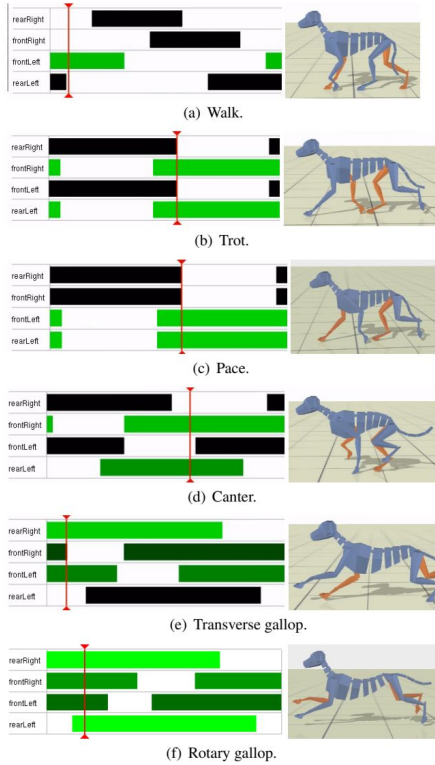 rearRight
frontRight
frontLeft
rearLeft
(a) Walk.
rearRight
frontRight
frontLeft
rearLeft
(b) Trot.
rearRight
frontRight
frontLeft
rearLeft
(c) Pace.
rearRight
frontRight
frontLeft
rearLeft
(d) Canter.
rearRight
frontRight
frontLeft
rearLeft
(e) Transverse gallop.
rearRight
frontRight
frontLeft
rearLeft
(f) Rotary gallop.